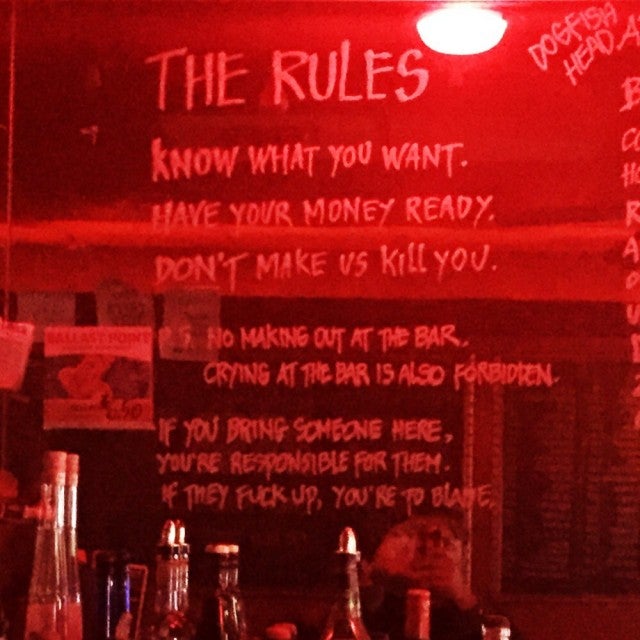 THE RULES
KNOW WHAT YOU WANT.
HAVE YOUR MONEY READY.
DON'T MAKE US KILL YOU.
NO MAKING OUT AT THE BAR.
CRYING AT THE BAR IS ALSO FORBIDDEN.
IF YOU BRING SOMEONE HERE,
YOU'RE RESPONSIBLE FOR THEM.
IF THEY FUCK UP, YOU'RE TO BLAME.
DOGFISH
HEAD
BALLAST POINT